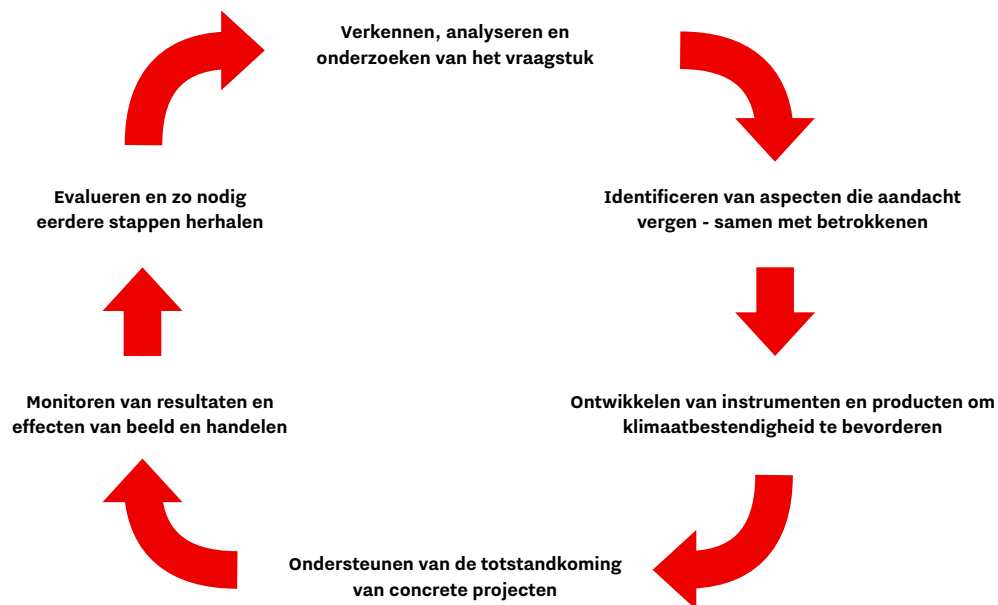 Verkennen, analyseren en
onderzoeken van het vraagstuk
Identificeren van aspecten die aandacht
vergen - samen met betrokkenen
Ontwikkelen van instrumenten en producten om
klimaatbestendigheid te bevorderen
Ondersteunen van de totstandkoming
van concrete projecten
Monitoren van resultaten en
effecten van beeld en handelen
Evalueren en zo nodig
eerdere stappen herhalen